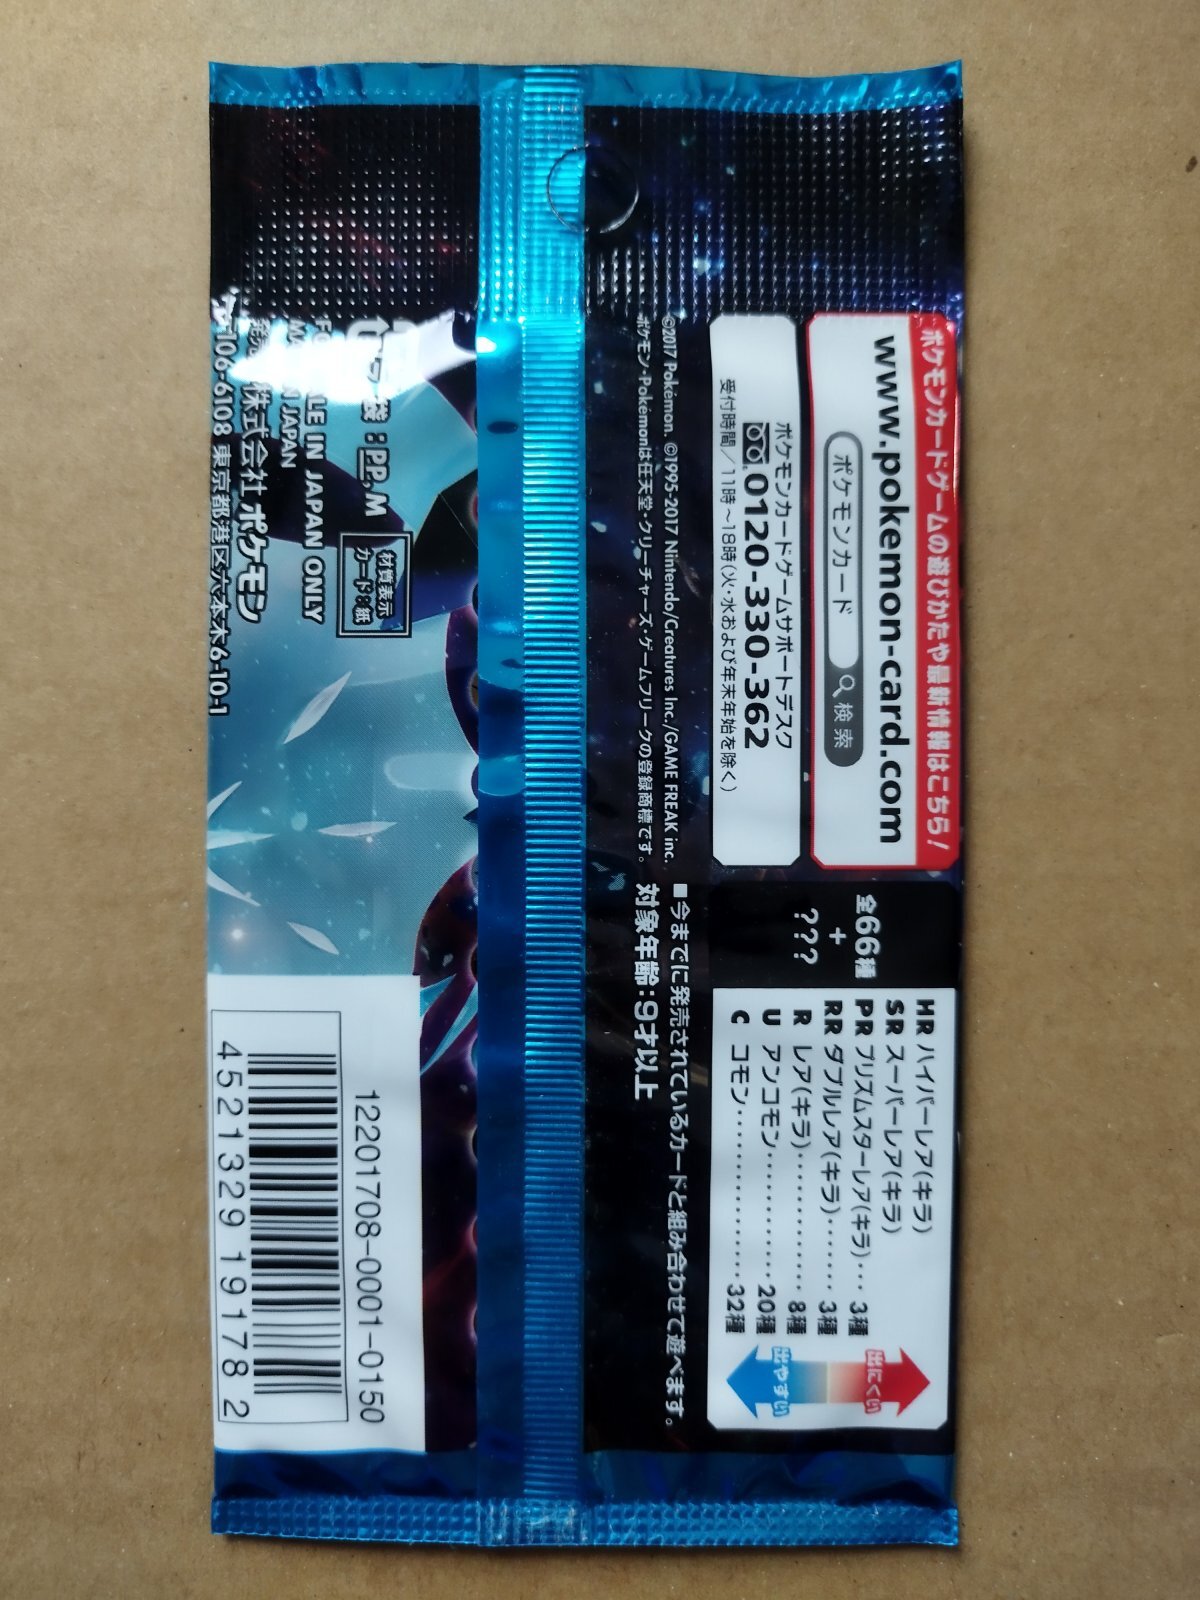 ポケモンカードゲームの遊びかたや最新情報はこちら!
www.pokemon-card.com
ポケモンカード 検索
ポケモンカードゲームサポートデスク
0120-330-362
受付時間/11時～18時(火・水および年末年始を除く)
©2017 Pokémon. ©1995-2017 Nintendo/Creatures Inc./GAME FREAK inc.
ポケモン・Pokémonは任天堂・クリーチャーズ・ゲームフリークの登録商標です。
全66種
+
???
HR ハイパーレア(キラ)
SR スーパーレア(キラ)
PR プリズムスターレア(キラ)… 3種
RR ダブルレア(キラ)…… 3種
R レア(キラ)………… 8種
U アンコモン………… 20種
C コモン…………… 32種
出にくい
出やすい
■今までに発売されているカードと組み合わせて遊べます。
対象年齢:9才以上
袋:PP,M
材質表示
カード:紙
LE IN JAPAN ONLY
IN JAPAN
株式会社ポケモン
106-6108 東京都港区六本木6-10-1
12201708-0001-0150
4 521329 191782